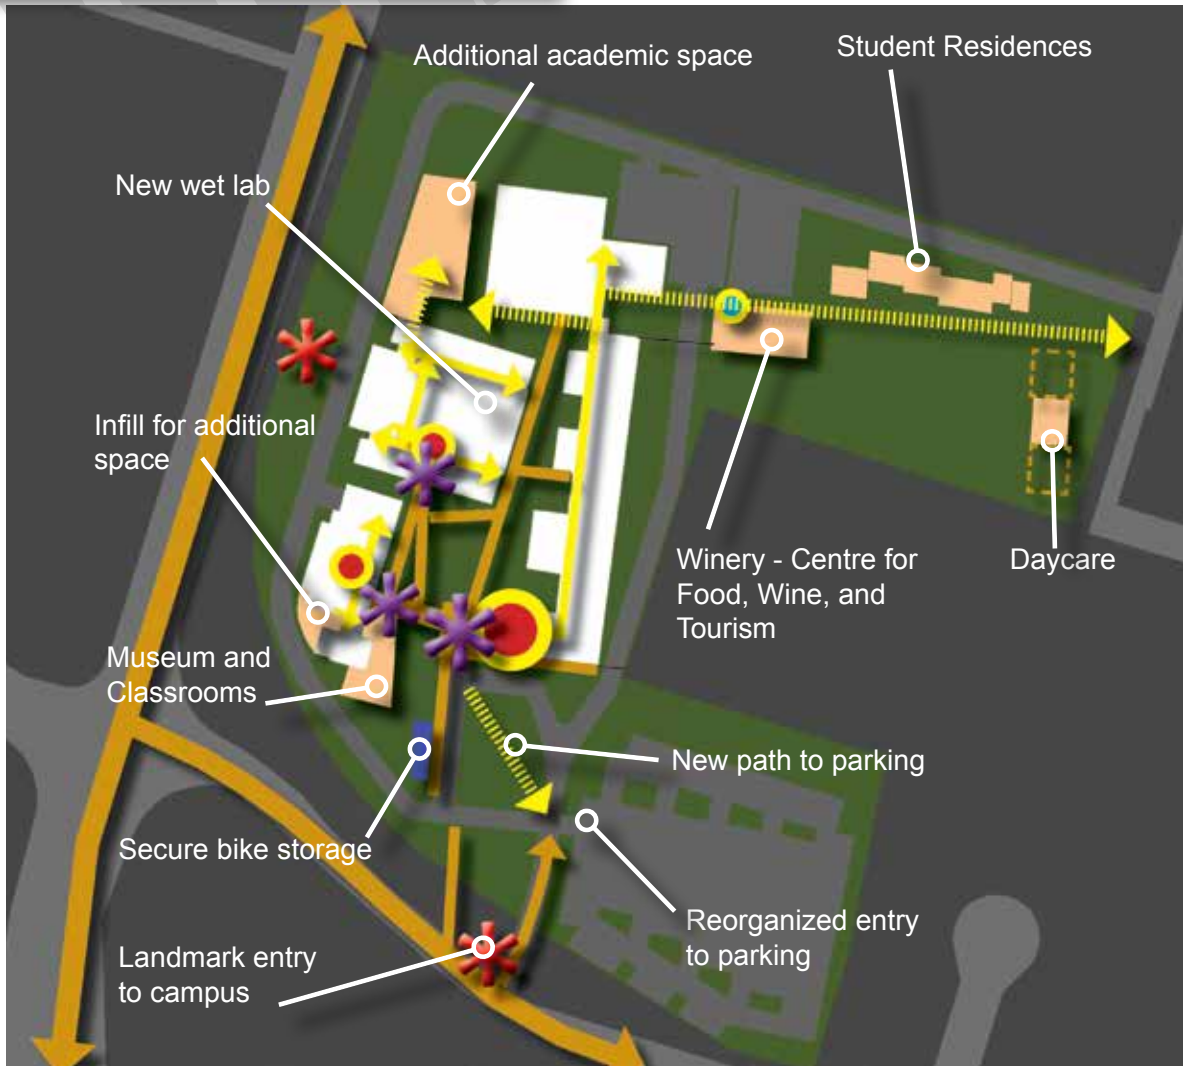 Additional academic space
Student Residences
New wet lab
Infill for additional
space
Winery - Centre for
Food, Wine, and
Tourism
Daycare
Museum and
Classrooms
New path to parking
Secure bike storage
Reorganized entry
to parking
Landmark entry
to campus